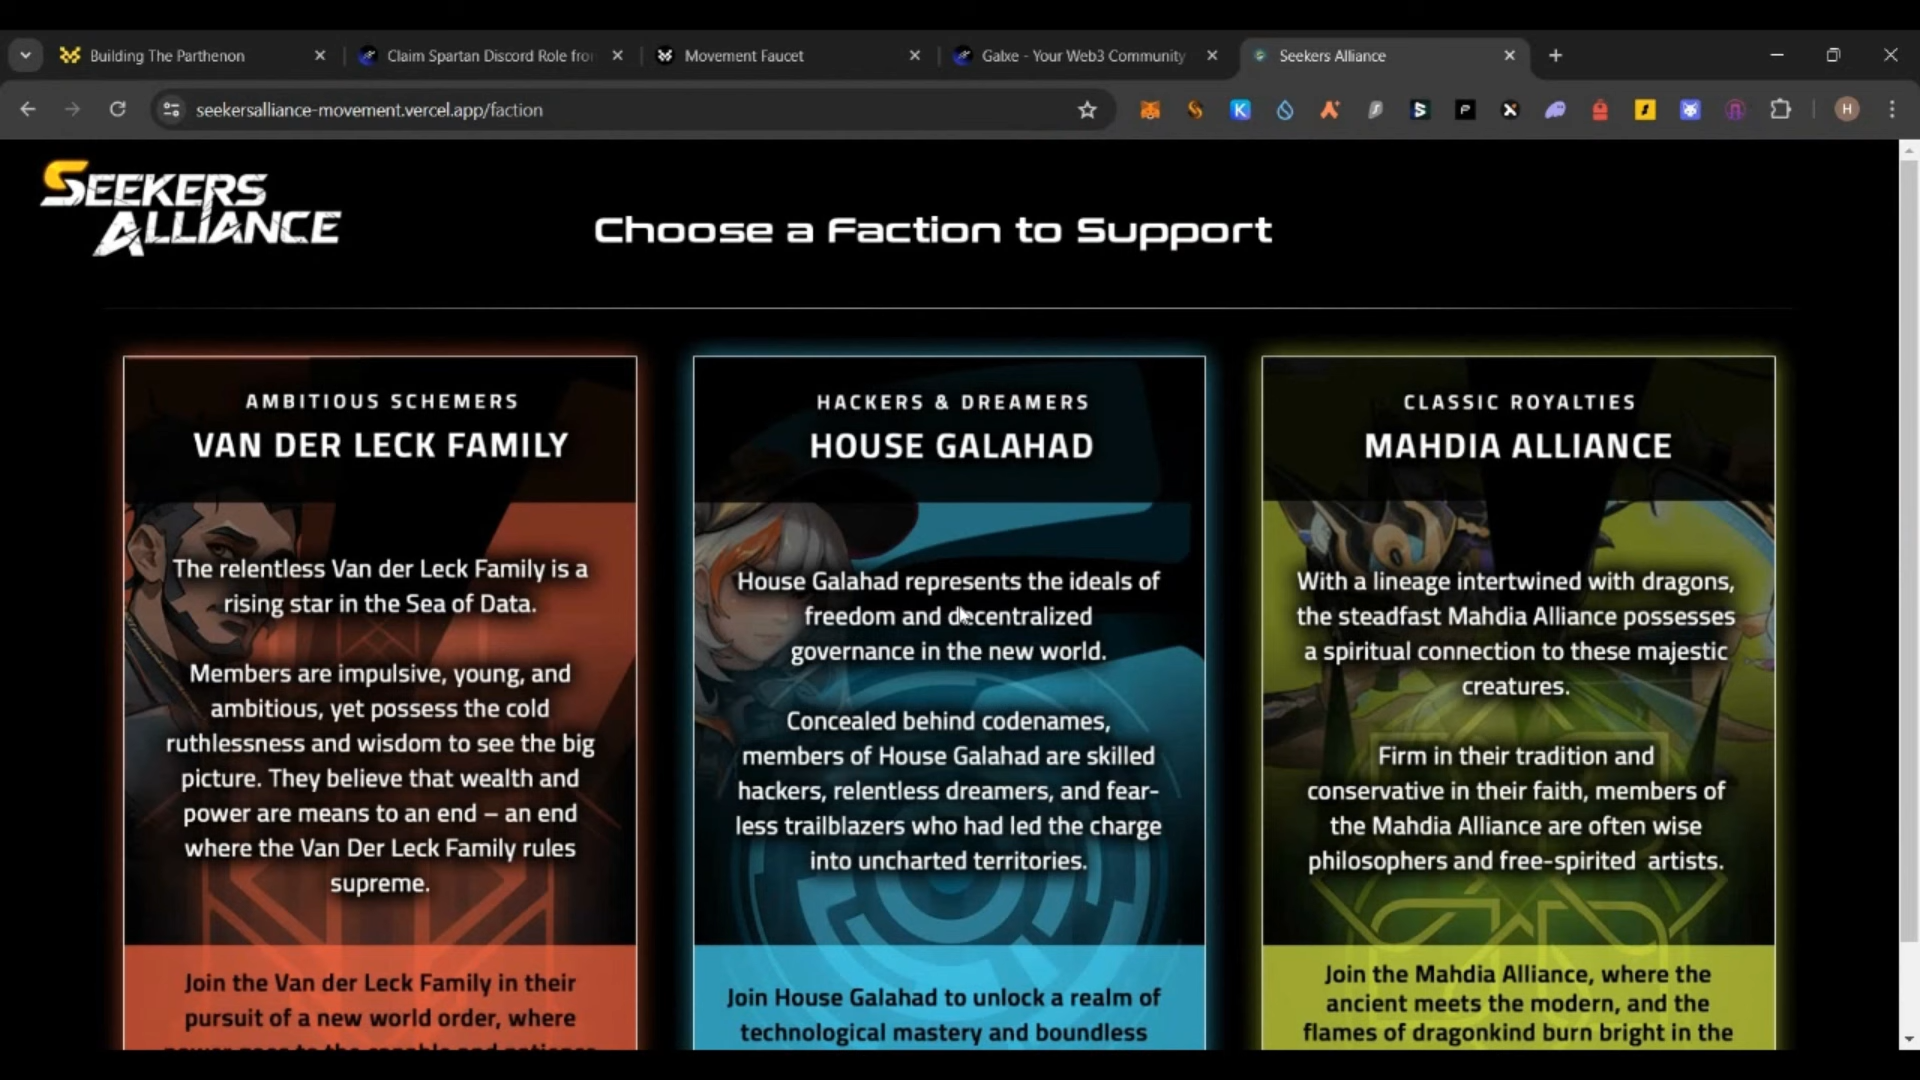 Building The Parthenon
Claim Spartan Discord Role fro
Movement Faucet
Galxe - Your Web3 Community
Seekers Alliance
seekersalliance-movement.vercel.app/faction
H
SEEKERS
ALLIANCE
Choose a Faction to Support
AMBITIOUS SCHEMERS
VAN DER LECK FAMILY
The relentless Van der Leck Family is a
rising star in the Sea of Data.
Members are impulsive, young, and
ambitious, yet possess the cold
ruthlessness and wisdom to see the big
picture. They believe that wealth and
power are means to an end – an end
where the Van Der Leck Family rules
supreme.
Join the Van der Leck Family in their
pursuit of a new world order, where
HACKERS & DREAMERS
HOUSE GALAHAD
House Galahad represents the ideals of
freedom and decentralized
governance in the new world.
Concealed behind codenames,
members of House Galahad are skilled
hackers, relentless dreamers, and fear-
less trailblazers who had led the charge
into uncharted territories.
Join House Galahad to unlock a realm of
technological mastery and boundless
CLASSIC ROYALTIES
MAHDIA ALLIANCE
With a lineage intertwined with dragons,
the steadfast Mahdia Alliance possesses
a spiritual connection to these majestic
creatures.
Firm in their tradition and
conservative in their faith, members of
the Mahdia Alliance are often wise
philosophers and free-spirited artists.
Join the Mahdia Alliance, where the
ancient meets the modern, and the
flames of dragonkind burn bright in the